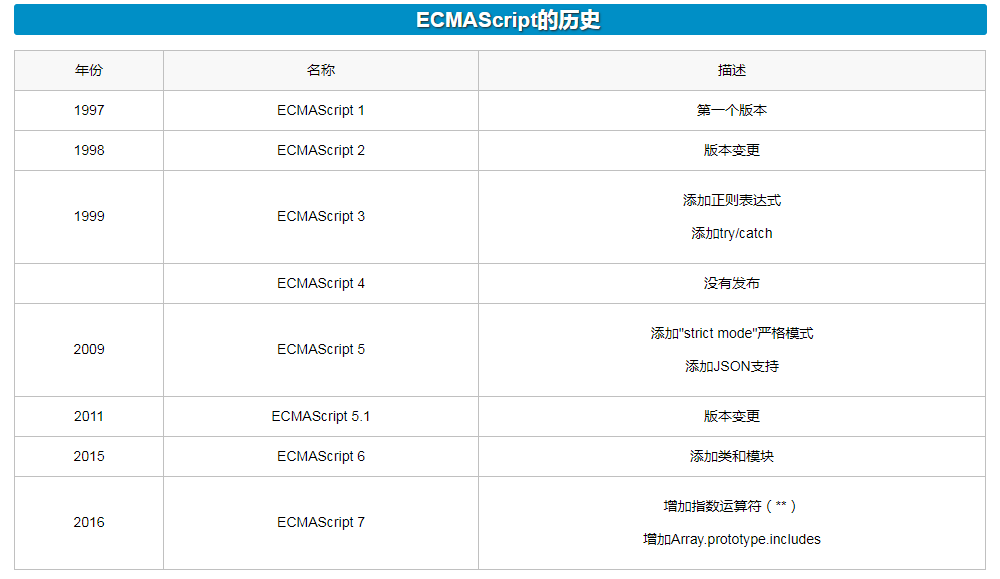 ECMAScript的历史
年份 名称 描述
1997 ECMAScript 1 第一个版本
1998 ECMAScript 2 版本变更
1999 ECMAScript 3 添加正则表达式
添加try/catch
ECMAScript 4 没有发布
2009 ECMAScript 5 添加"strict mode"严格模式
添加JSON支持
2011 ECMAScript 5.1 版本变更
2015 ECMAScript 6 添加类和模块
2016 ECMAScript 7 增加指数运算符（**）
增加Array.prototype.includes